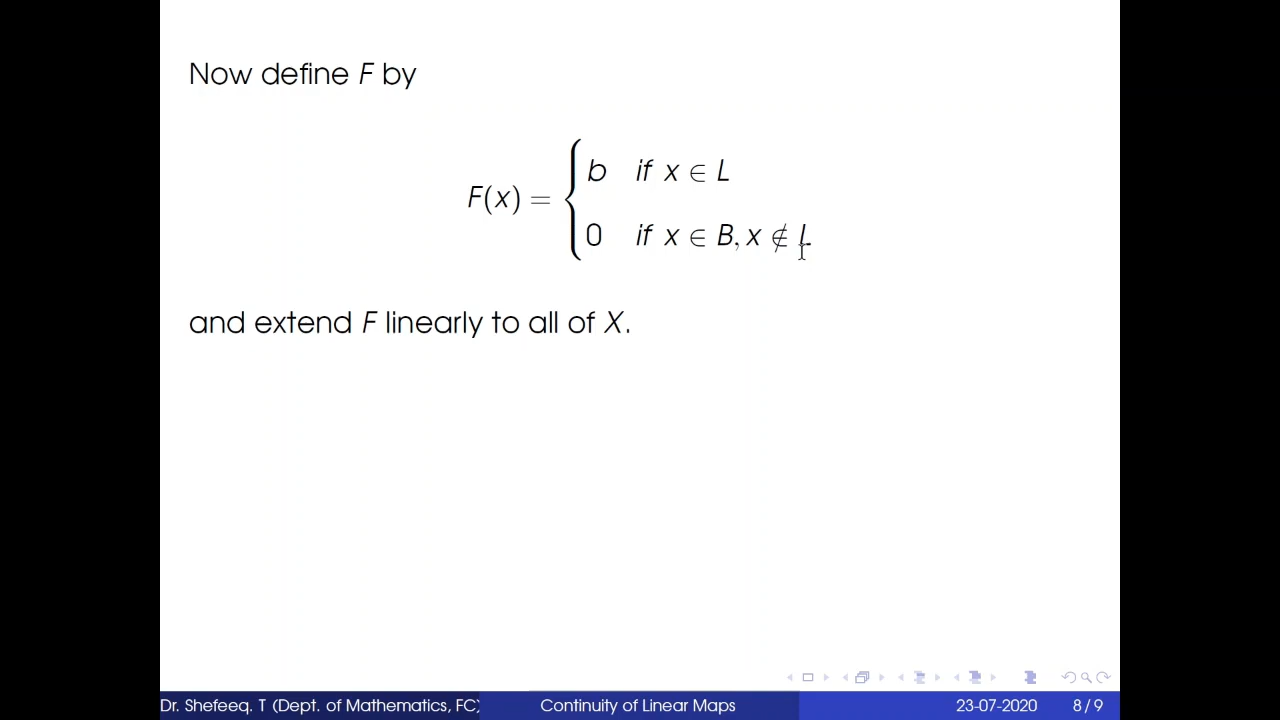 Now define F by
F(x) = { b if x ∈ L
0 if x ∈ B, x ∉ L
and extend F linearly to all of X.
Dr. Shefeeq. T (Dept. of Mathematics, FC) Continuity of Linear Maps 23-07-2020 8 / 9